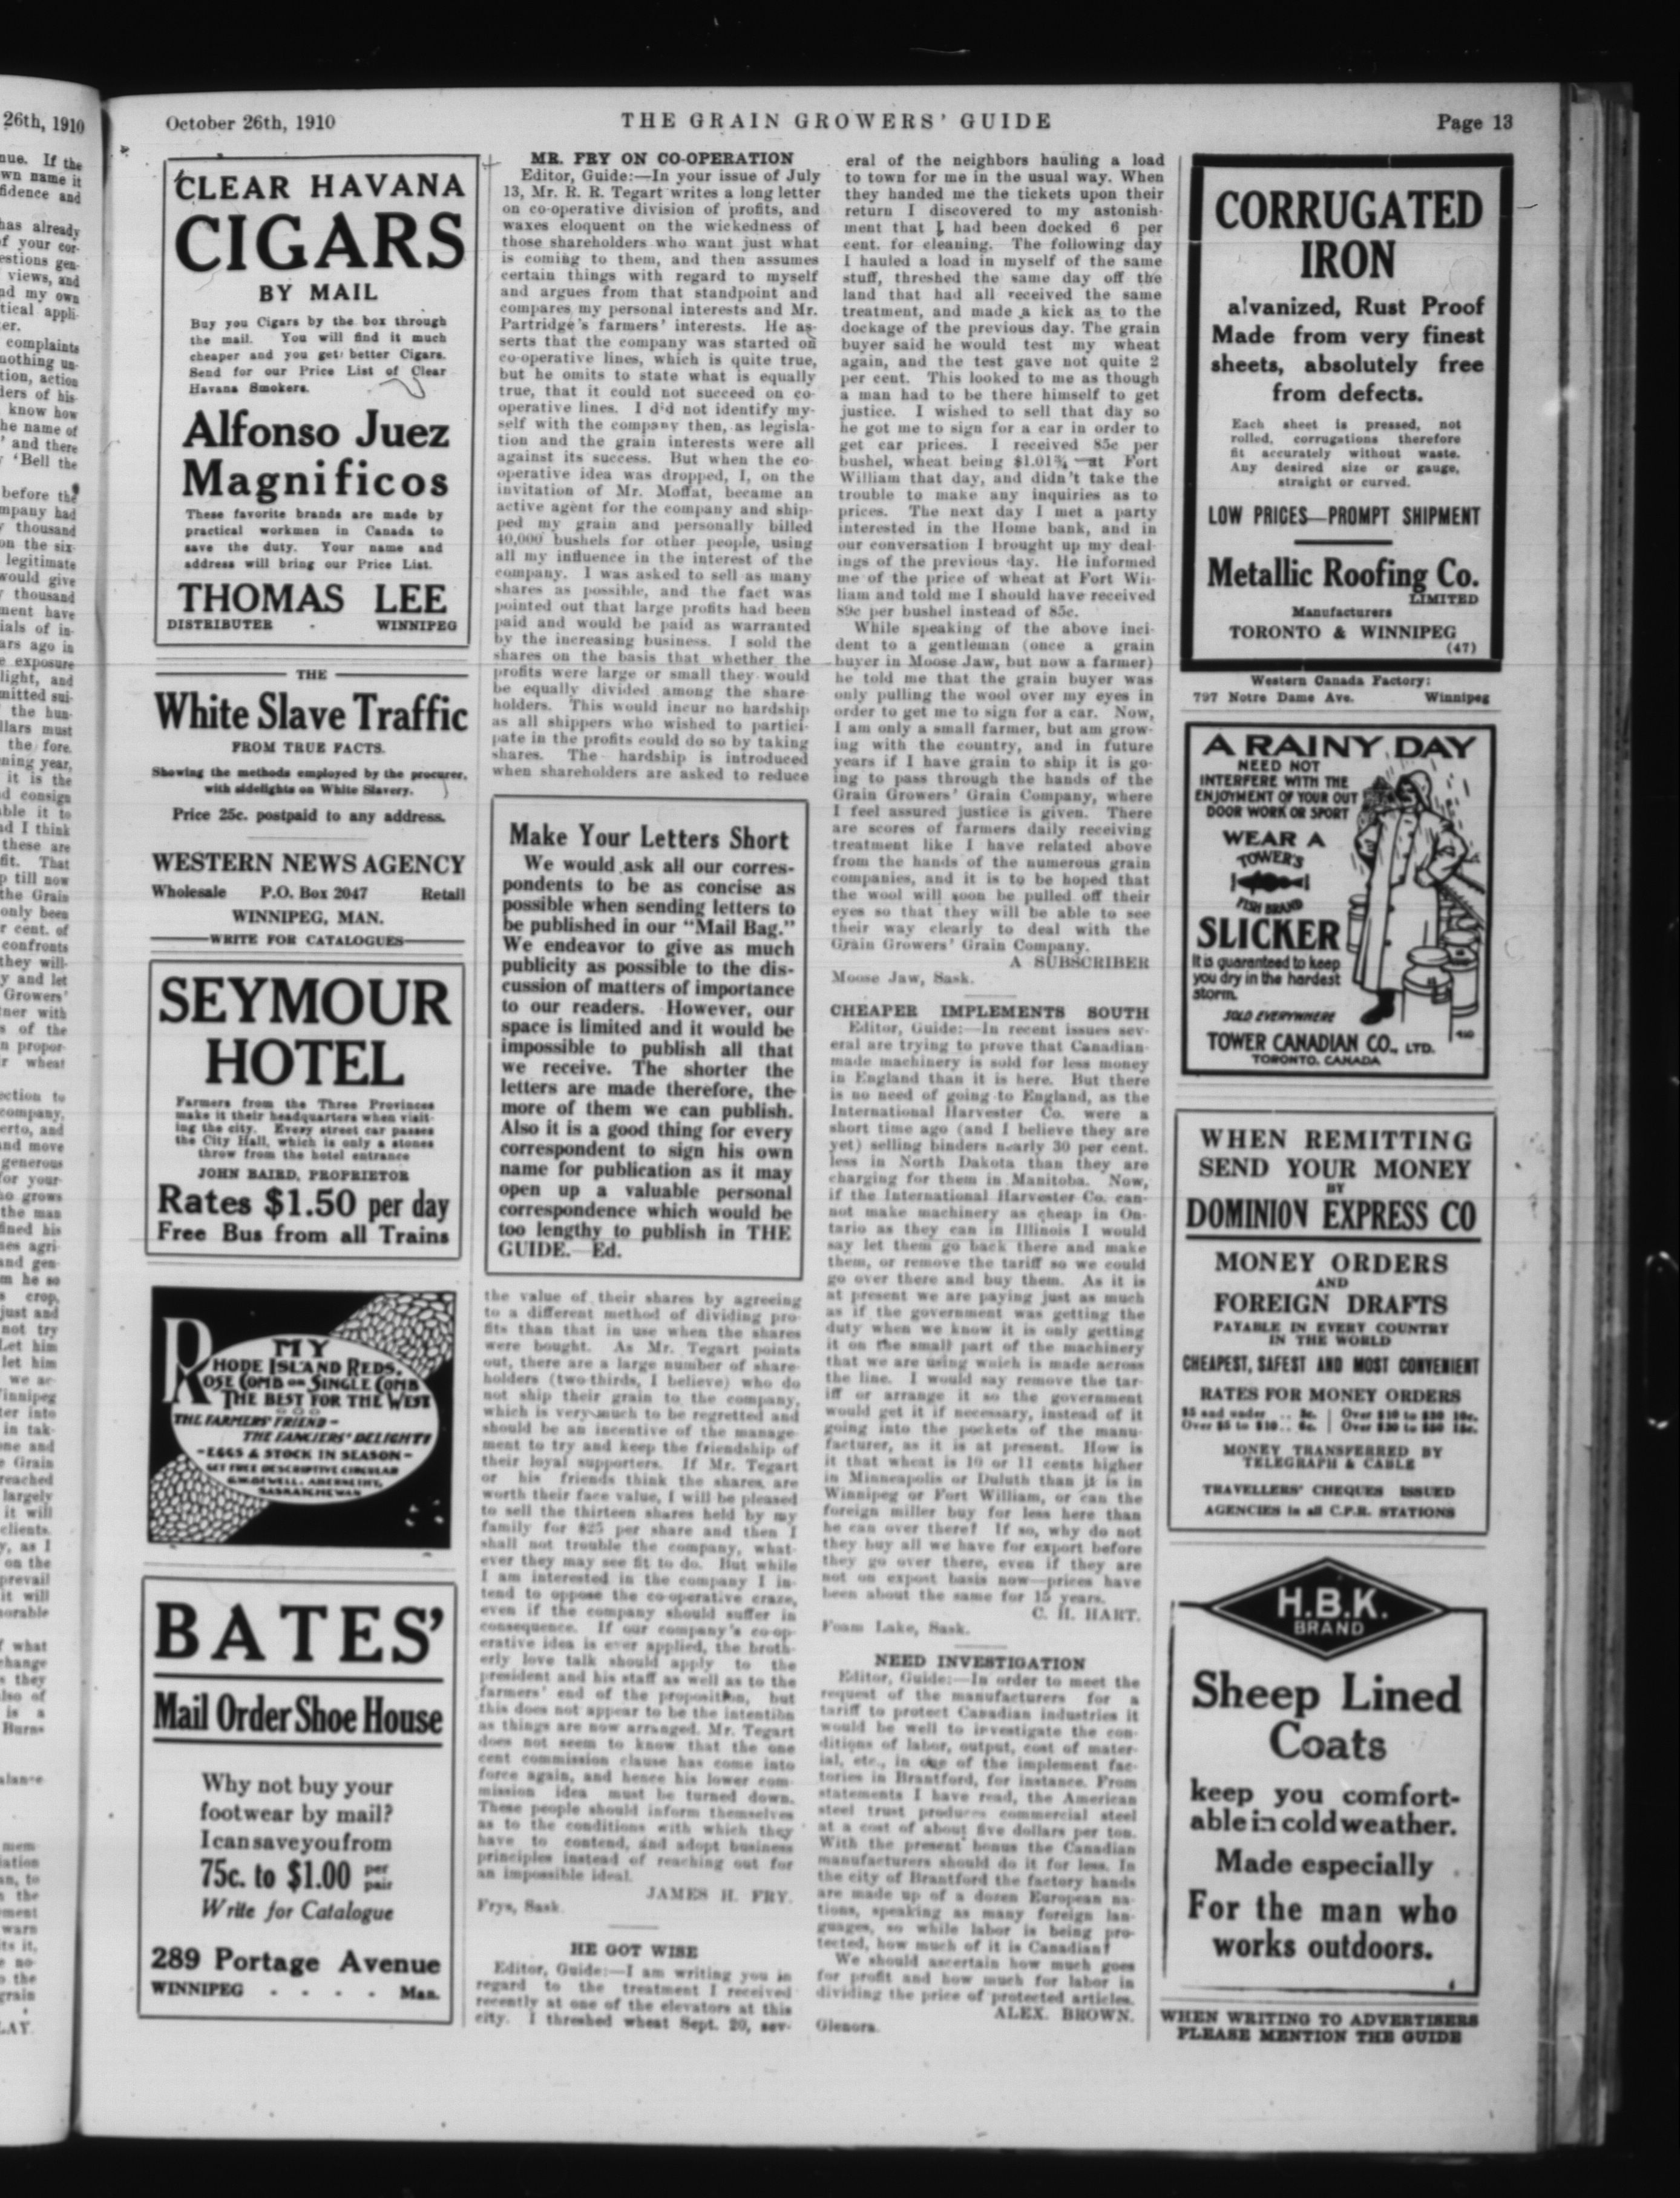 October 26th, 1910
THE GRAIN GROWERS' GUIDE
Page 13
CLEAR HAVANA
CIGARS
BY MAIL
Buy you Cigars by the box through
the mail. You will find it much
cheaper and you get better Cigars.
Send for our Price List of Clear
Havana Smokers.
Alfonso Juez
Magnificos
These favorite brands are made by
practical workmen in Canada to
save the duty. Your name and
address will bring our Price List.
THOMAS LEE
DISTRIBUTER - WINNIPEG
THE
White Slave Traffic
FROM TRUE FACTS.
Showing the methods employed by the procurer,
with sidelights on White Slavery.
Price 25c. postpaid to any address.
WESTERN NEWS AGENCY
Wholesale P.O. Box 2047 Retail
WINNIPEG, MAN.
WRITE FOR CATALOGUES
SEYMOUR
HOTEL
Farmers from the Three Provinces
make it their headquarters when visit-
ing the city. Every street car passes
the City Hall, which is only a stones
throw from the hotel entrance
JOHN BAIRD, PROPRIETOR
Rates $1.50 per day
Free Bus from all Trains
MY
RHODE ISLAND REDS,
ROSE COMB OR SINGLE COMB
THE BEST FOR THE WEST
THE FARMERS' FRIEND -
THE FANCIERS' DELIGHT!
- EGGS & STOCK IN SEASON -
GET FREE DESCRIPTIVE CIRCULAR
SASKATCHEWAN
BATES'
Mail Order Shoe House
Why not buy your
footwear by mail?
I can save you from
75c. to $1.00 per pair
Write for Catalogue
289 Portage Avenue
WINNIPEG - - - - Man.
MR. FRY ON CO-OPERATION
Editor, Guide:—In your issue of July
13, Mr. R. R. Tegart writes a long letter
on co-operative division of profits, and
waxes eloquent on the wickedness of
those shareholders who want just what
is coming to them, and then assumes
certain things with regard to myself
and argues from that standpoint and
compares my personal interests and Mr.
Partridge's farmers' interests. He as-
serts that the company was started on
co-operative lines, which is quite true,
but he omits to state what is equally
true, that it could not succeed on co-
operative lines. I did not identify my-
self with the company then, as legisla-
tion and the grain interests were all
against its success. But when the co-
operative idea was dropped, I, on the
invitation of Mr. Moffat, became an
active agent for the company and ship-
ped my grain and personally billed
40,000 bushels for other people, using
all my influence in the interest of the
company. I was asked to sell as many
shares as possible, and the fact was
pointed out that large profits had been
paid and would be paid as warranted
by the increasing business. I sold the
shares on the basis that whether the
profits were large or small they would
be equally divided among the share-
holders. This would incur no hardship
as all shippers who wished to partici-
pate in the profits could do so by taking
shares. The hardship is introduced
when shareholders are asked to reduce
Make Your Letters Short
We would ask all our corres-
pondents to be as concise as
possible when sending letters to
be published in our "Mail Bag."
We endeavor to give as much
publicity as possible to the dis-
cussion of matters of importance
to our readers. However, our
space is limited and it would be
impossible to publish all that
we receive. The shorter the
letters are made therefore, the
more of them we can publish.
Also it is a good thing for every
correspondent to sign his own
name for publication as it may
open up a valuable personal
correspondence which would be
too lengthy to publish in THE
GUIDE. Ed.
the value of their shares by agreeing
to a different method of dividing pro-
fits than that in use when the shares
were bought. As Mr. Tegart points
out, there are a large number of share-
holders (two-thirds, I believe) who do
not ship their grain to the company,
which is very much to be regretted and
should be an incentive of the manage-
ment to try and keep the friendship of
their loyal supporters. If Mr. Tegart
or his friends think the shares are
worth their face value, I will be pleased
to sell the thirteen shares held by my
family for $25 per share and then I
shall not trouble the company, what-
ever they may see fit to do. But while
I am interested in the company I in-
tend to oppose the co-operative craze,
even if the company should suffer in
consequence. If our company's co-op-
erative idea is ever applied, the broth-
erly love talk should apply to the
president and his staff as well as to the
farmers' end of the proposition, but
this does not appear to be the intention
as things are now arranged. Mr. Tegart
does not seem to know that the one
cent commission clause has come into
force again, and hence his lower com-
mission idea must be turned down.
These people should inform themselves
as to the conditions with which they
have to contend, and adopt business
principles instead of reaching out for
an impossible ideal.
JAMES H. FRY.
Frys, Sask.
HE GOT WISE
Editor, Guide:—I am writing you in
regard to the treatment I received
recently at one of the elevators at this
city. I threshed wheat Sept. 20, sev-
eral of the neighbors hauling a load
to town for me in the usual way. When
they handed me the tickets upon their
return I discovered to my astonish-
ment that I had been docked 6 per
cent. for cleaning. The following day
I hauled a load in myself of the same
stuff, threshed the same day off the
land that had all received the same
treatment, and made a kick as to the
dockage of the previous day. The grain
buyer said he would test my wheat
again, and the test gave not quite 2
per cent. This looked to me as though
a man had to be there himself to get
justice. I wished to sell that day so
he got me to sign for a car in order to
get car prices. I received 85c per
bushel, wheat being $1.01¾ at Fort
William that day, and didn't take the
trouble to make any inquiries as to
prices. The next day I met a party
interested in the Home bank, and in
our conversation I brought up my deal-
ings of the previous day. He informed
me of the price of wheat at Fort Wil-
liam and told me I should have received
89c per bushel instead of 85c.
While speaking of the above inci-
dent to a gentleman (once a grain
buyer in Moose Jaw, but now a farmer)
he told me that the grain buyer was
only pulling the wool over my eyes in
order to get me to sign for a car. Now,
I am only a small farmer, but am grow-
ing with the country, and in future
years if I have grain to ship it is go-
ing to pass through the hands of the
Grain Growers' Grain Company, where
I feel assured justice is given. There
are scores of farmers daily receiving
treatment like I have related above
from the hands of the numerous grain
companies, and it is to be hoped that
the wool will soon be pulled off their
eyes so that they will be able to see
their way clearly to deal with the
Grain Growers' Grain Company.
A SUBSCRIBER
Moose Jaw, Sask.
CHEAPER IMPLEMENTS SOUTH
Editor, Guide:—In recent issues sev-
eral are trying to prove that Canadian-
made machinery is sold for less money
in England than it is here. But there
is no need of going to England, as the
International Harvester Co. were a
short time ago (and I believe they are
yet) selling binders nearly 30 per cent.
less in North Dakota than they are
charging for them in Manitoba. Now,
if the International Harvester Co. can-
not make machinery as cheap in On-
tario as they can in Illinois I would
say let them go back there and make
them, or remove the tariff so we could
go over there and buy them. As it is
at present we are paying just as much
as if the government was getting the
duty when we know it is only getting
it on the small part of the machinery
that we are using which is made across
the line. I would say remove the tar-
iff or arrange it so the government
would get it if necessary, instead of it
going into the pockets of the manu-
facturer, as it is at present. How is
it that wheat is 10 or 11 cents higher
in Minneapolis or Duluth than it is in
Winnipeg or Fort William, or can the
foreign miller buy for less here than
he can over there? If so, why do not
they buy all we have for export before
they go over there, even if they are
not on expost basis now—prices have
been about the same for 15 years.
C. H. HART.
Foam Lake, Sask.
NEED INVESTIGATION
Editor, Guide:—In order to meet the
request of the manufacturers for a
tariff to protect Canadian industries it
would be well to investigate the con-
ditions of labor, output, cost of mater-
ial, etc., in one of the implement fac-
tories in Brantford, for instance. From
statements I have read, the American
steel trust produces commercial steel
at a cost of about five dollars per ton.
With the present bonus the Canadian
manufacturers should do it for less. In
the city of Brantford the factory hands
are made up of a dozen European na-
tions, speaking as many foreign lan-
guages, so while labor is being pro-
tected, how much of it is Canadian?
We should ascertain how much goes
for profit and how much for labor in
dividing the price of protected articles.
ALEX. BROWN.
Glenora.
CORRUGATED
IRON
alvanized, Rust Proof
Made from very finest
sheets, absolutely free
from defects.
Each sheet is pressed, not
rolled, corrugations therefore
fit accurately without waste.
Any desired size or gauge,
straight or curved.
LOW PRICES—PROMPT SHIPMENT
Metallic Roofing Co.
LIMITED
Manufacturers
TORONTO & WINNIPEG
(47)
Western Canada Factory:
797 Notre Dame Ave. Winnipeg
A RAINY DAY
NEED NOT
INTERFERE WITH THE
ENJOYMENT OF YOUR OUT
DOOR WORK OR SPORT
WEAR A
TOWER'S
FISH BRAND
SLICKER
It is guaranteed to keep
you dry in the hardest
storm.
SOLD EVERYWHERE
TOWER CANADIAN CO., LTD.
TORONTO, CANADA
WHEN REMITTING
SEND YOUR MONEY
BY
DOMINION EXPRESS CO
MONEY ORDERS
AND
FOREIGN DRAFTS
PAYABLE IN EVERY COUNTRY
IN THE WORLD
CHEAPEST, SAFEST AND MOST CONVENIENT
RATES FOR MONEY ORDERS
$5 and under .. 3c. | Over $10 to $30 10c.
Over $5 to $10.. 6c. | Over $30 to $50 15c.
MONEY TRANSFERRED BY
TELEGRAPH & CABLE
TRAVELLERS' CHEQUES ISSUED
AGENCIES in all C.P.R. STATIONS
H.B.K.
BRAND
Sheep Lined
Coats
keep you comfort-
able in cold weather.
Made especially
For the man who
works outdoors.
WHEN WRITING TO ADVERTISERS
PLEASE MENTION THE GUIDE